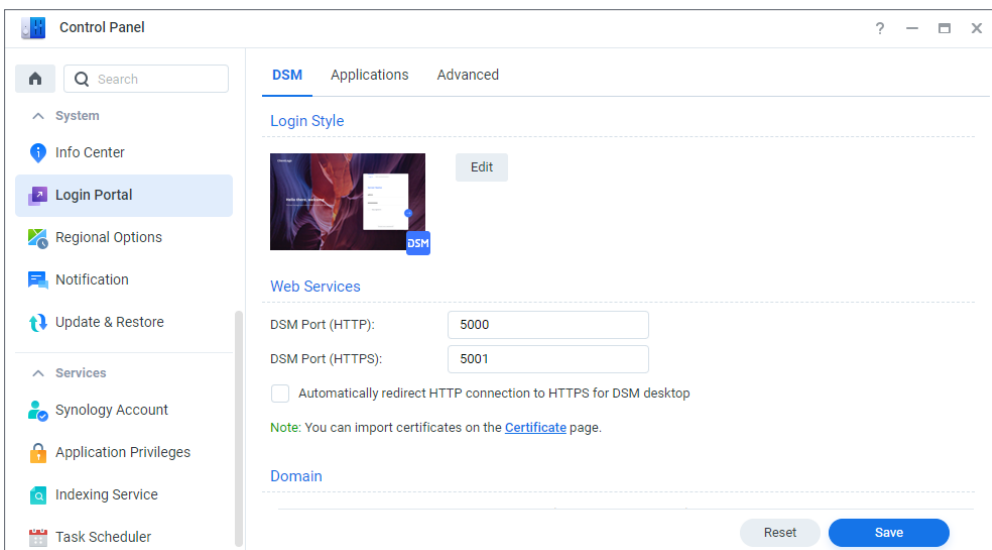 Control Panel
?
Search
DSM Applications Advanced
System
Info Center
Login Portal
Regional Options
Notification
Update & Restore
Services
Synology Account
Application Privileges
Indexing Service
Task Scheduler
Login Style
Edit
DSM
Web Services
DSM Port (HTTP): 5000
DSM Port (HTTPS): 5001
Automatically redirect HTTP connection to HTTPS for DSM desktop
Note: You can import certificates on the Certificate page.
Domain
Reset Save